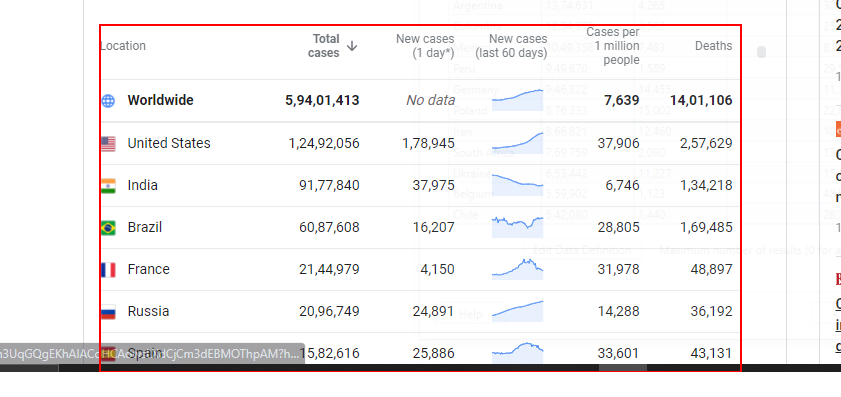 Location Total cases ↓ New cases (1 day*) New cases (last 60 days) Cases per 1 million people Deaths
Worldwide 5,94,01,413 No data 7,639 14,01,106
United States 1,24,92,056 1,78,945 37,906 2,57,629
India 91,77,840 37,975 6,746 1,34,218
Brazil 60,87,608 16,207 28,805 1,69,485
France 21,44,979 4,150 31,978 48,897
Russia 20,96,749 24,891 14,288 36,192
Spain 15,82,616 25,886 33,601 43,131